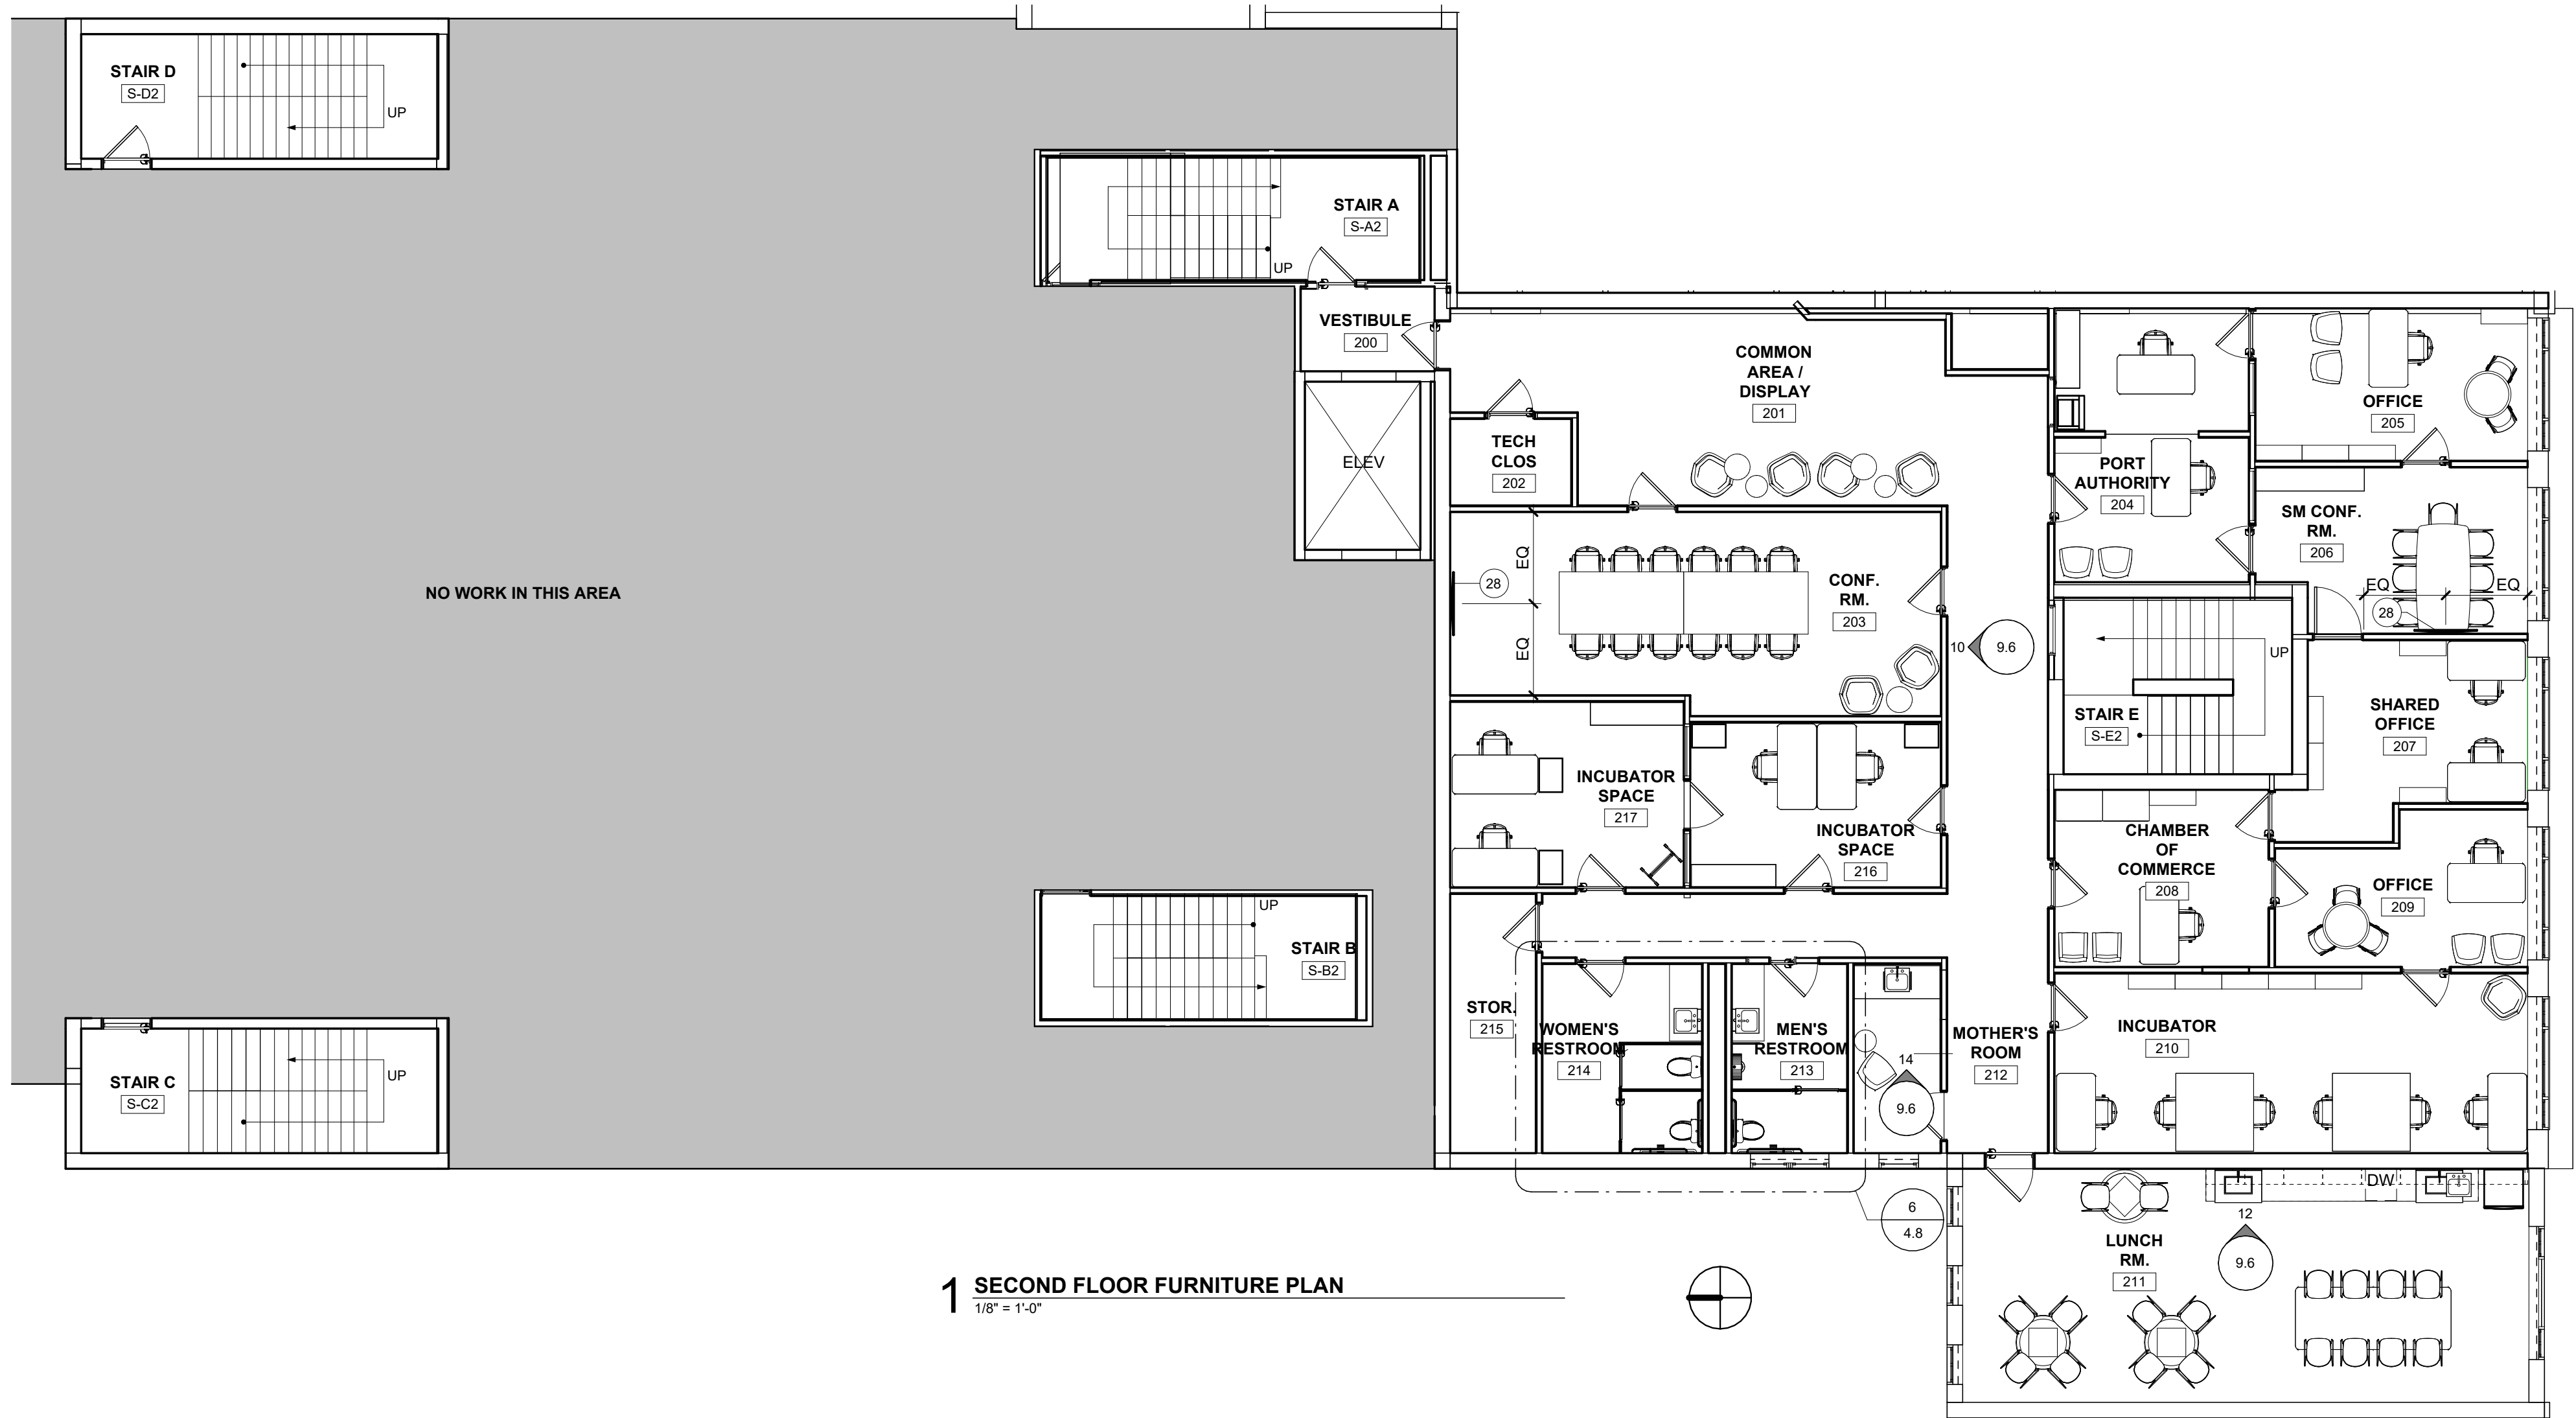 STAIR D
S-D2
UP
STAIR A
S-A2
UP
VESTIBULE
200
COMMON
AREA /
DISPLAY
201
OFFICE
205
TECH
CLOS
202
ELEV
PORT
AUTHORITY
204
SM CONF.
RM.
206
EQ
EQ
28
NO WORK IN THIS AREA
EQ
28
EQ
CONF.
RM.
203
10
9.6
UP
STAIR E
S-E2
SHARED
OFFICE
207
INCUBATOR
SPACE
217
INCUBATOR
SPACE
216
CHAMBER
OF
COMMERCE
208
OFFICE
209
UP
STAIR B
S-B2
STOR.
215
WOMEN'S
RESTROOM
214
MEN'S
RESTROOM
213
14
9.6
MOTHER'S
ROOM
212
INCUBATOR
210
STAIR C
S-C2
UP
DW
6
4.8
12
9.6
LUNCH
RM.
211
1 SECOND FLOOR FURNITURE PLAN
1/8" = 1'-0"